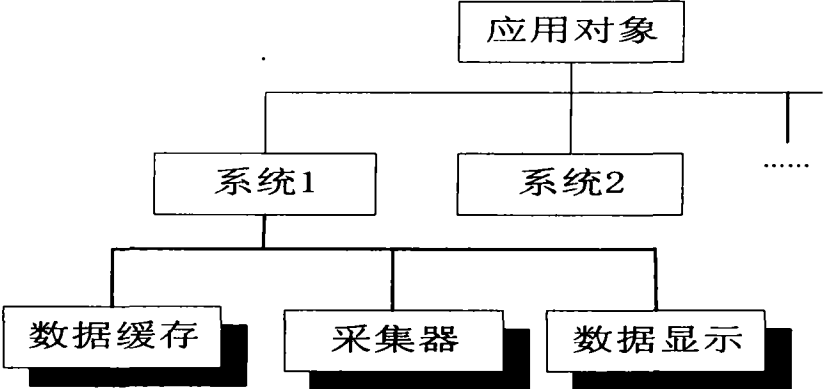 应用对象
系统1
系统2
......
数据缓存
采集器
数据显示